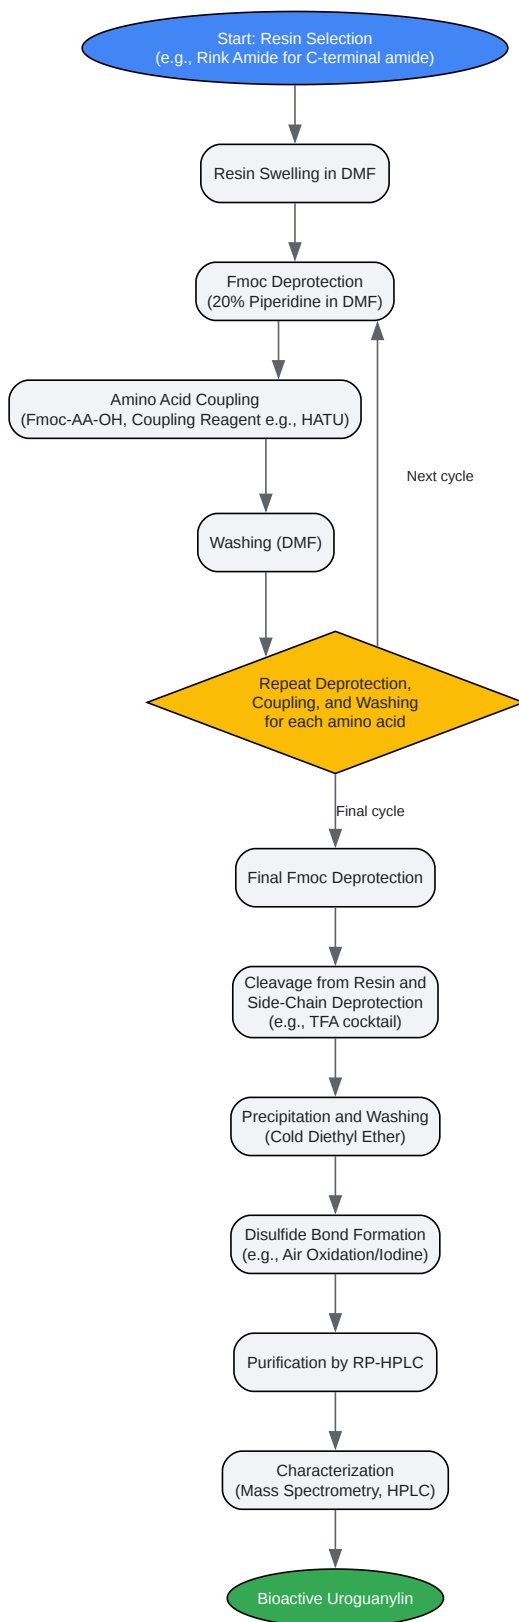 Start: Resin Selection
(e.g., Rink Amide for C-terminal amide)
Resin Swelling in DMF
Fmoc Deprotection
(20% Piperidine in DMF)
Amino Acid Coupling
(Fmoc-AA-OH, Coupling Reagent e.g., HATU)
Next cycle
Washing (DMF)
Repeat Deprotection,
Coupling, and Washing
for each amino acid
Final cycle
Final Fmoc Deprotection
Cleavage from Resin and
Side-Chain Deprotection
(e.g., TFA cocktail)
Precipitation and Washing
(Cold Diethyl Ether)
Disulfide Bond Formation
(e.g., Air Oxidation/Iodine)
Purification by RP-HPLC
Characterization
(Mass Spectrometry, HPLC)
Bioactive Uroguanylin